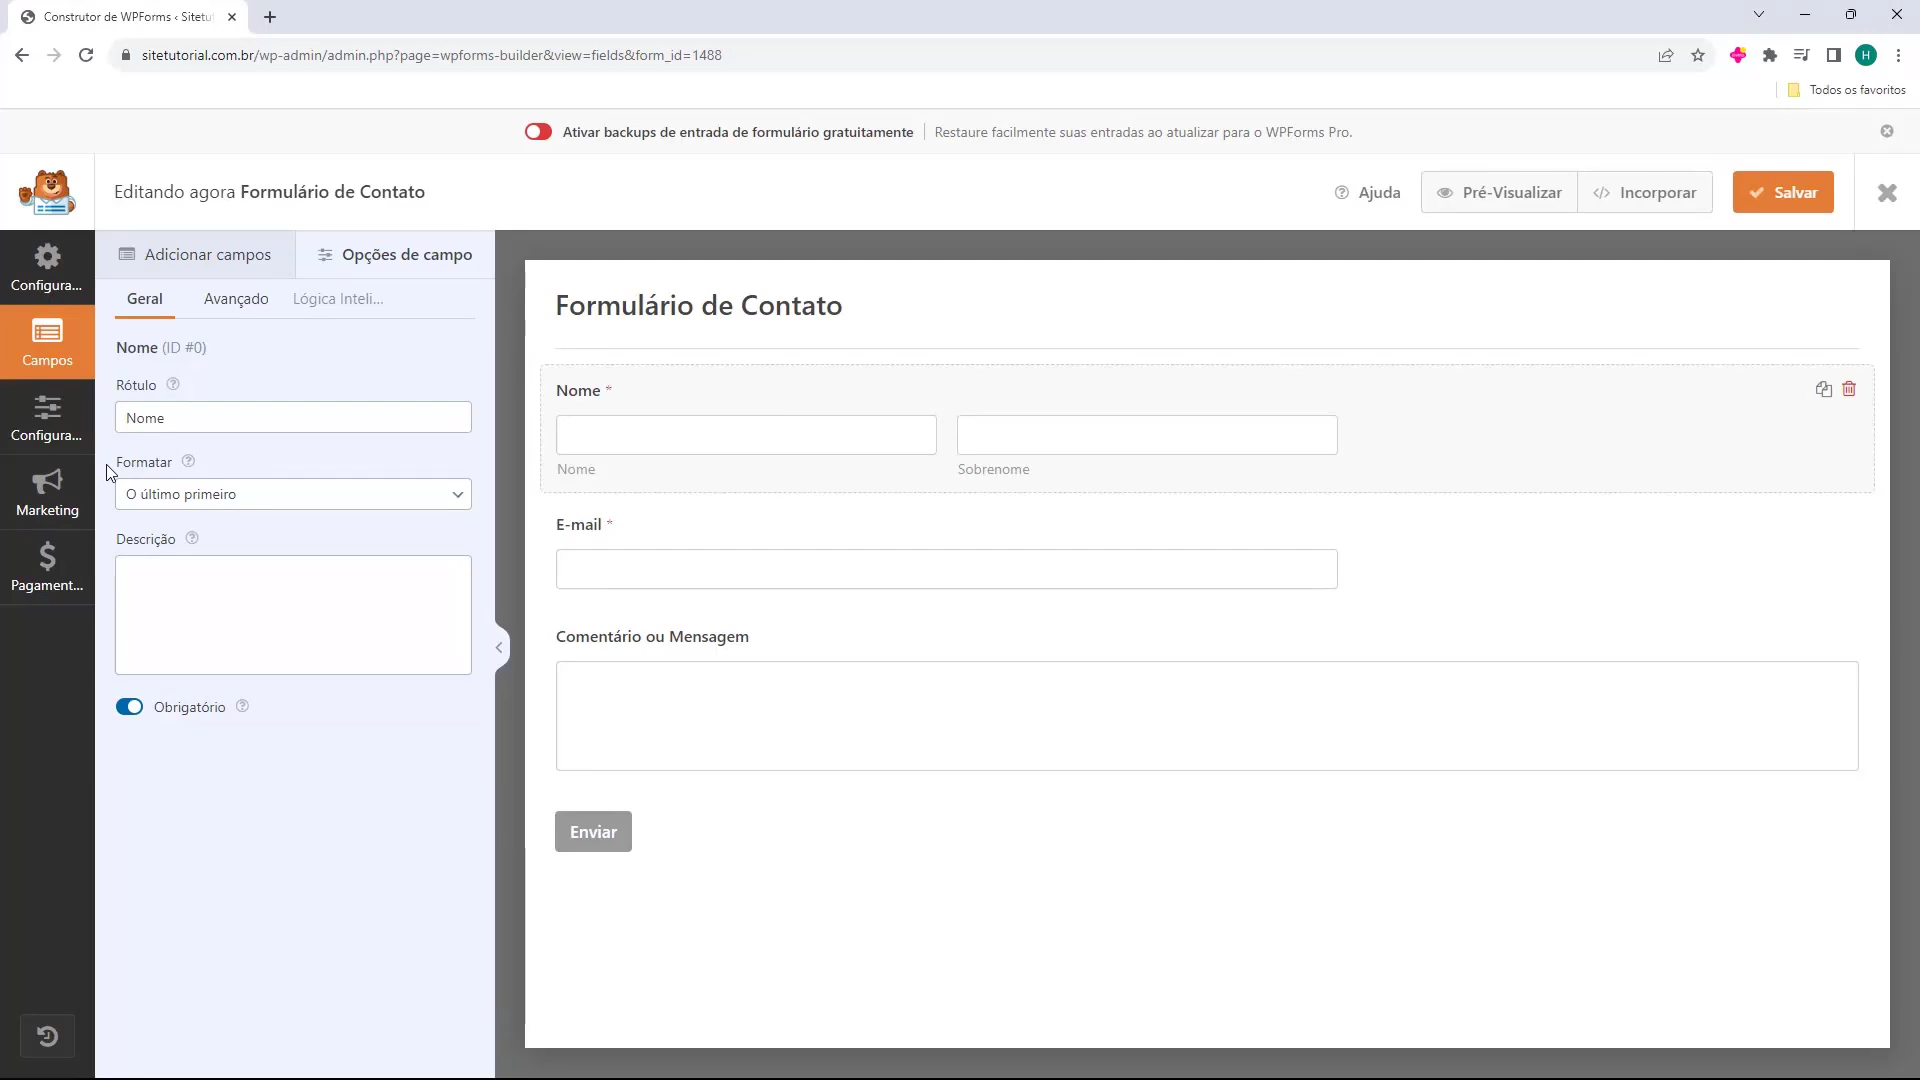 Construtor de WPForms ‹ Sitetu
sitetutorial.com.br/wp-admin/admin.php?page=wpforms-builder&view=fields&form_id=1488
H
Todos os favoritos
Ativar backups de entrada de formulário gratuitamente
Restaure facilmente suas entradas ao atualizar para o WPForms Pro.
Editando agora Formulário de Contato
Ajuda
Pré-Visualizar
Incorporar
Salvar
Configura...
Campos
Configura...
Marketing
Pagament...
Adicionar campos
Opções de campo
Geral
Avançado
Lógica Inteli...
Nome (ID #0)
Rótulo
Nome
Formatar
O último primeiro
Descrição
Obrigatório
Formulário de Contato
Nome *
Nome
Sobrenome
E-mail *
Comentário ou Mensagem
Enviar